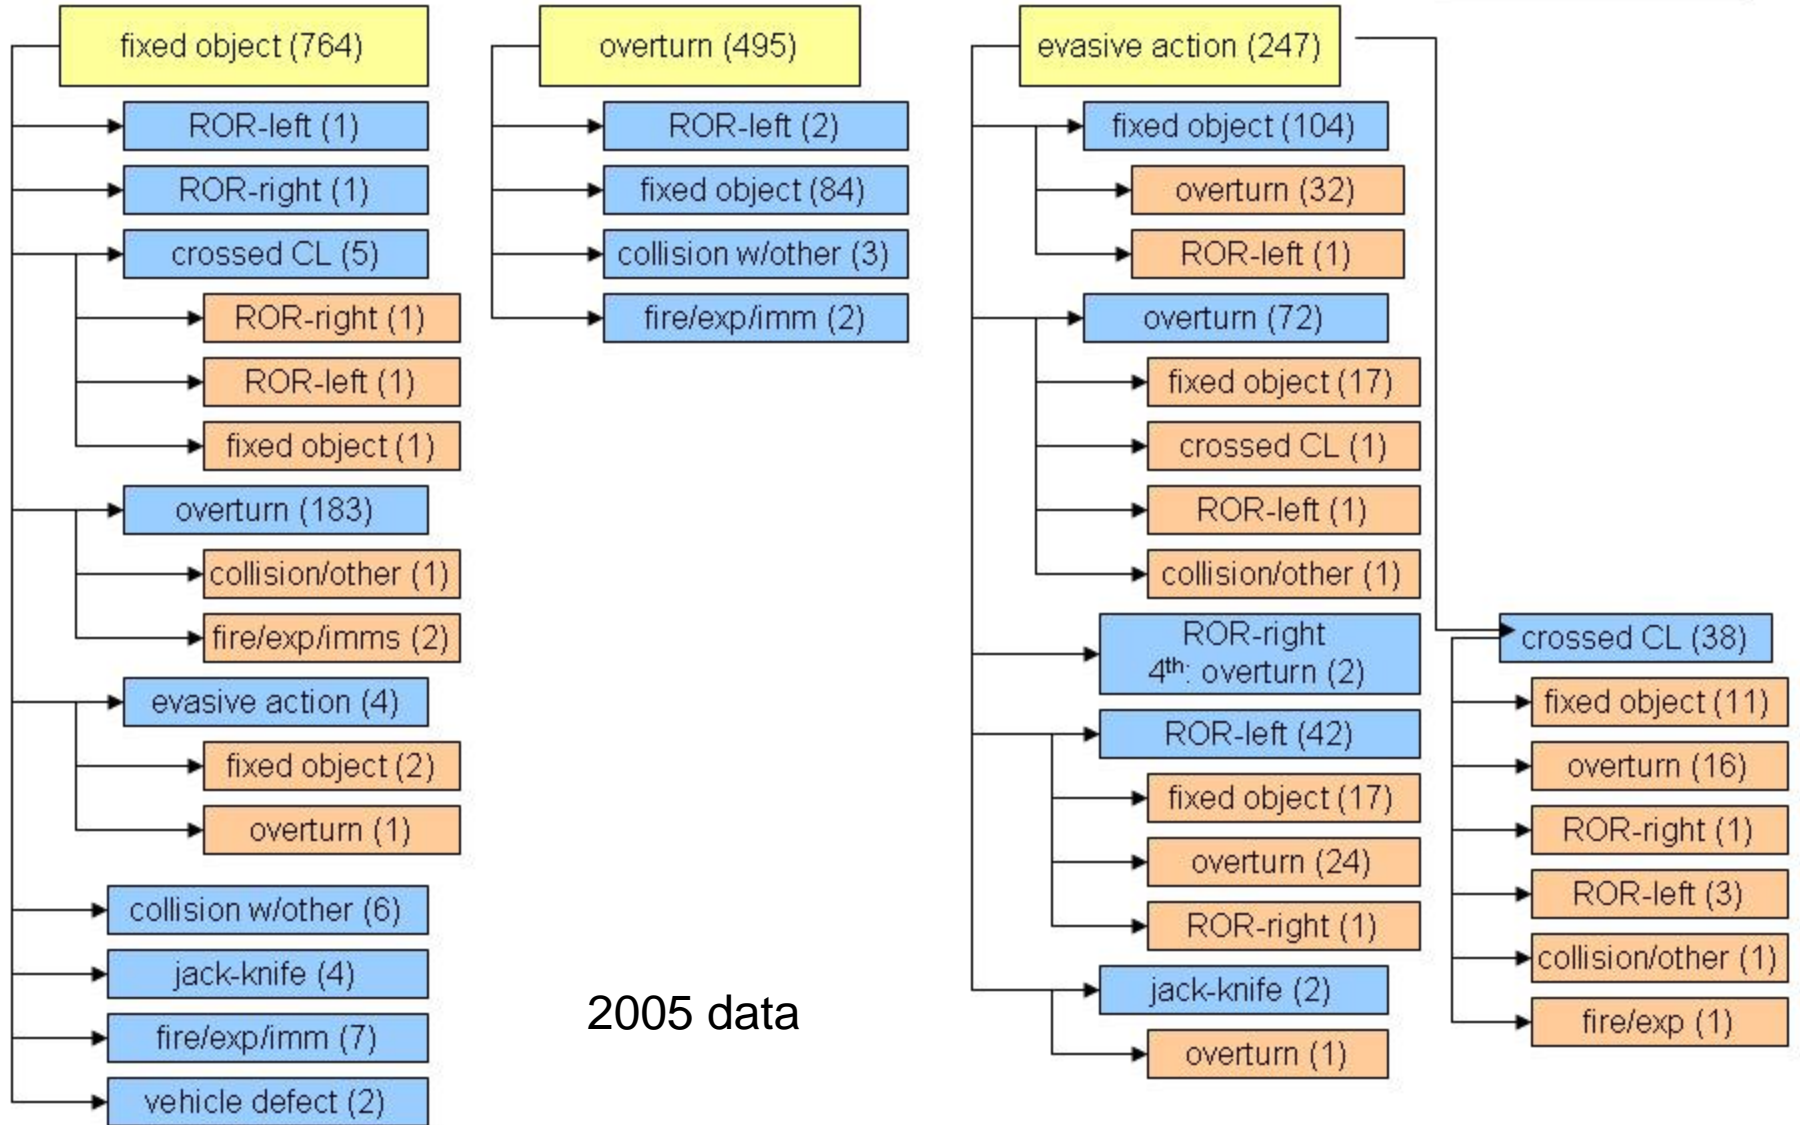 fixed object (764)
ROR-left (1)
ROR-right (1)
crossed CL (5)
ROR-right (1)
ROR-left (1)
fixed object (1)
overturn (183)
collision/other (1)
fire/exp/imms (2)
evasive action (4)
fixed object (2)
overturn (1)
collision w/other (6)
jack-knife (4)
fire/exp/imm (7)
vehicle defect (2)
overturn (495)
ROR-left (2)
fixed object (84)
collision w/other (3)
fire/exp/imm (2)
2005 data
evasive action (247)
fixed object (104)
overturn (32)
ROR-left (1)
overturn (72)
fixed object (17)
crossed CL (1)
ROR-left (1)
collision/other (1)
ROR-right
4th: overturn (2)
ROR-left (42)
fixed object (17)
overturn (24)
ROR-right (1)
jack-knife (2)
overturn (1)
crossed CL (38)
fixed object (11)
overturn (16)
ROR-right (1)
ROR-left (3)
collision/other (1)
fire/exp (1)